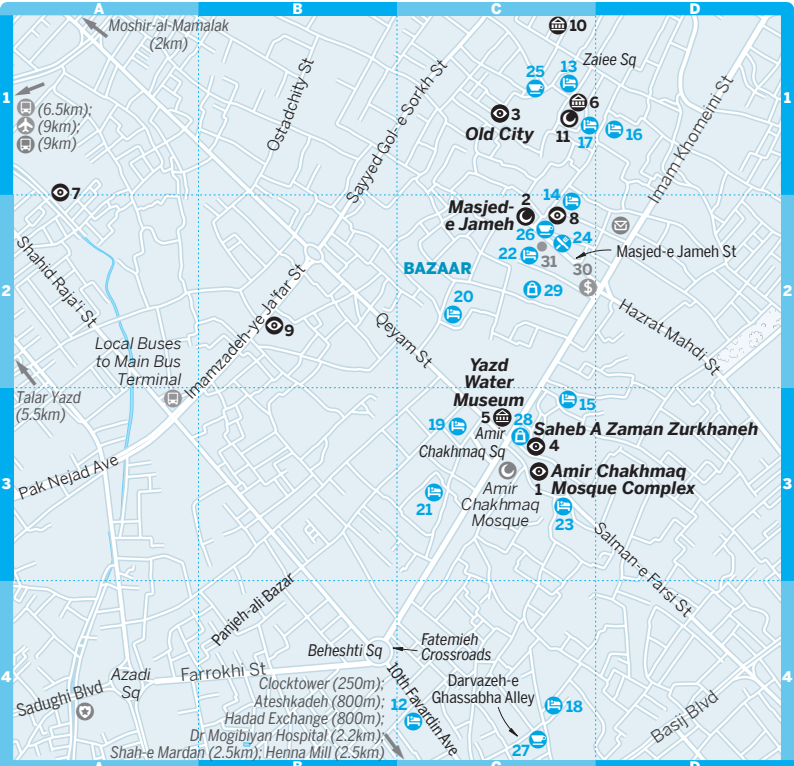 A
B
C
D
Moshir-al-Mamalak
(2km)
10
Zaiee Sq
25
13
6
1
1
(6.5km);
(9km);
(9km)
Ostadchity St
Sayyed Gol- e Sorkh St
3
Old City
11
17
16
Imam Khomeini St
7
14
Masjed-
e Jameh
2
8
26
24
22
31
Masjed-e Jameh St
BAZAAR
30
$
29
20
2
2
Shahid Raja'i St
Imamzadeh-ye Ja'far St
9
Qeyam St
Hazrat Mahdi St
Local Buses
to Main Bus
Terminal
Talar Yazd
(5.5km)
Yazd
Water
Museum
15
5
28
19
Amir
Chakhmaq Sq
Saheb A Zaman Zurkhaneh
4
Pak Nejad Ave
Amir Chakhmaq
Mosque Complex
1
Amir
Chakhmaq
Mosque
21
23
3
3
Salman-e Farsi St
Panjeh-ali Bazar
Beheshti Sq
Fatemieh
Crossroads
Azadi
Sq
Farrokhi St
Sadughi Blvd
4
4
10th Favardin Ave
Darvazeh-e
Ghassabha Alley
Clocktower (250m);
Ateshkadeh (800m);
Hadad Exchange (800m);
Dr Mogibiyan Hospital (2.2km)
Shah-e Mardan (2.5km); Henna Mill (2.5km)
12
18
27
Basij Blvd
A
B
C
D